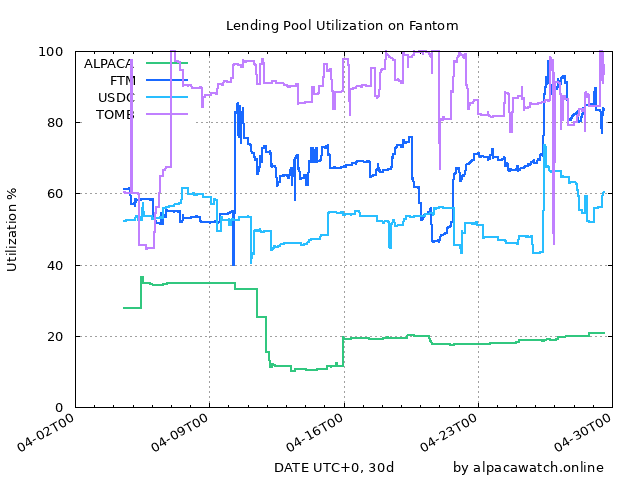 Lending Pool Utilization on Fantom
ALPACA
FTM
USDC
TOMB
Utilization %
100
80
60
40
20
0
04-02T00
04-09T00
04-16T00
04-23T00
04-30T00
DATE UTC+0, 30d
by alpacawatch.online